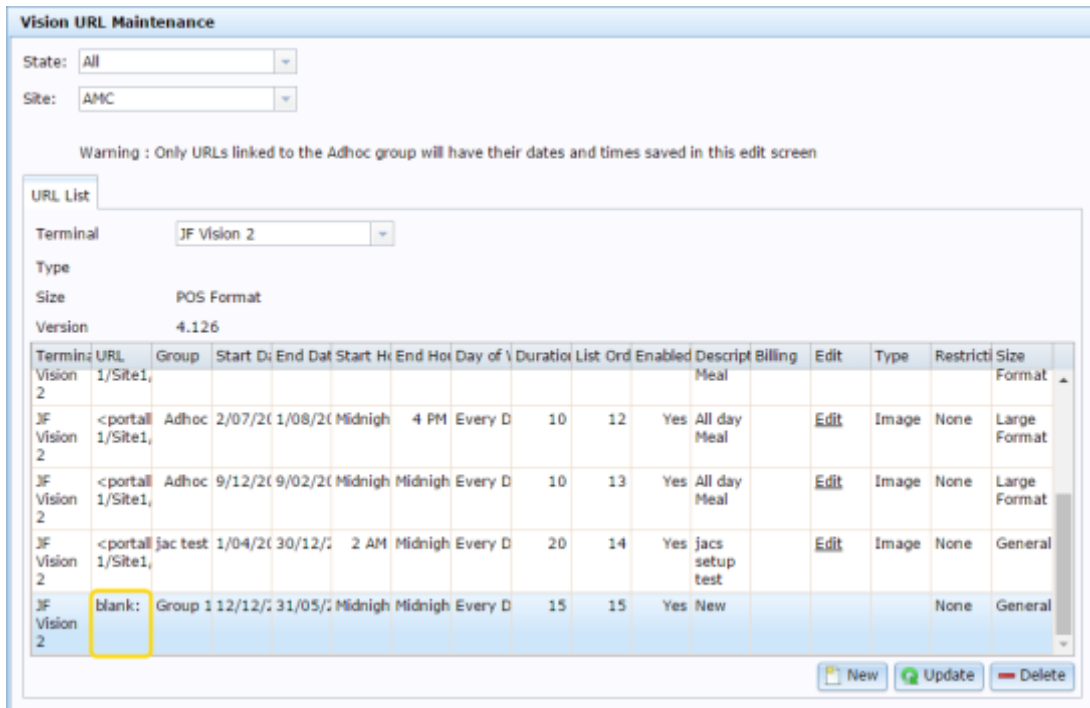 Vision URL Maintenance
State: All
Site: AMC
Warning : Only URLs linked to the Adhoc group will have their dates and times saved in this edit screen
URL List
Terminal JF Vision 2
Type
Size POS Format
Version 4.126
Termina URL Group Start Da End Dat Start Ho End Hou Day of W Duration List Ord Enabled Descript Billing Edit Type Restricti Size
Vision 1/Site1, Meal Format
2
JF <portall Adhoc 2/07/20 1/08/20 Midnigh 4 PM Every D 10 12 Yes All day Edit Image None Large
Vision 1/Site1, Meal Format
2
JF <portall Adhoc 9/12/20 9/02/20 Midnigh Midnigh Every D 10 13 Yes All day Edit Image None Large
Vision 1/Site1, Meal Format
2
JF <portall jac test 1/04/20 30/12/2 2 AM Midnigh Every D 20 14 Yes jacs Edit Image None General
Vision 1/Site1, setup
2 test
JF blank: Group 1 12/12/2 31/05/2 Midnigh Midnigh Every D 15 15 Yes New None General
Vision
2
New Update Delete